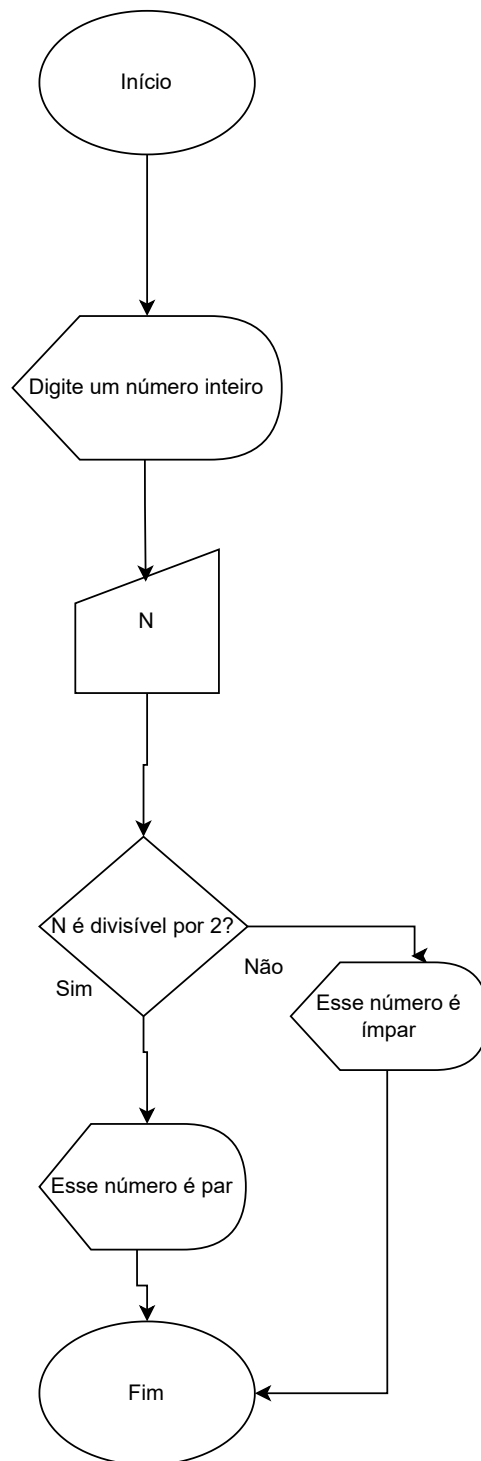 Início
Digite um número inteiro
N
N é divisível por 2?
Não
Sim
Esse número é
ímpar
Esse número é par
Fim